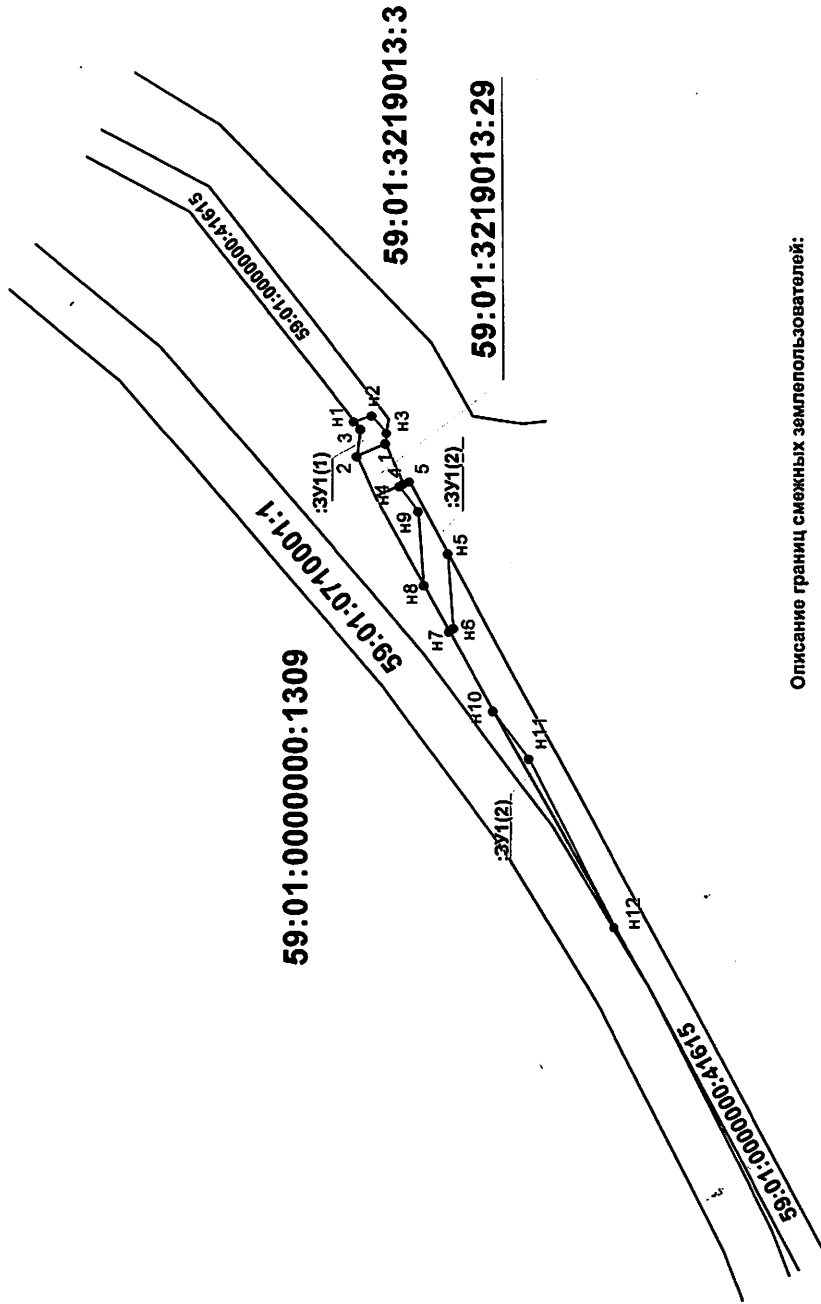 59:01:0000000:1309
59:01:0710001:1
59:01:0000000:41615
59:01:3219013:3
59:01:3219013:29
:ЗУ1(1)
н1
3
н2
2
н3
1
н4
4
5
:ЗУ1(2)
н9
н5
н8
н6
н7
н10
н11
:ЗУ1(2)
н12
59:01:0000000:41615
Описание границ смежных землепользователей: